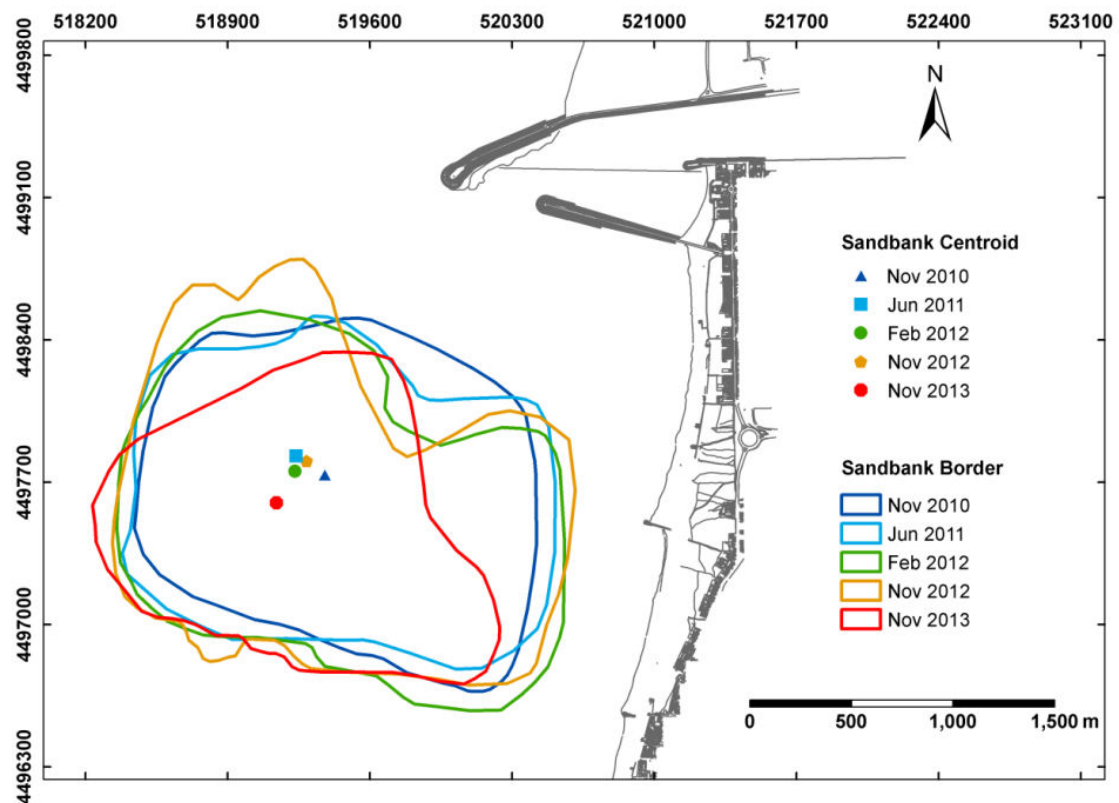 518200 518900 519600 520300 521000 521700 522400 523100
4499800
4499100
4498400
4497700
4497000
4496300
N
Sandbank Centroid
Nov 2010
Jun 2011
Feb 2012
Nov 2012
Nov 2013
Sandbank Border
Nov 2010
Jun 2011
Feb 2012
Nov 2012
Nov 2013
0 500 1,000 1,500 m